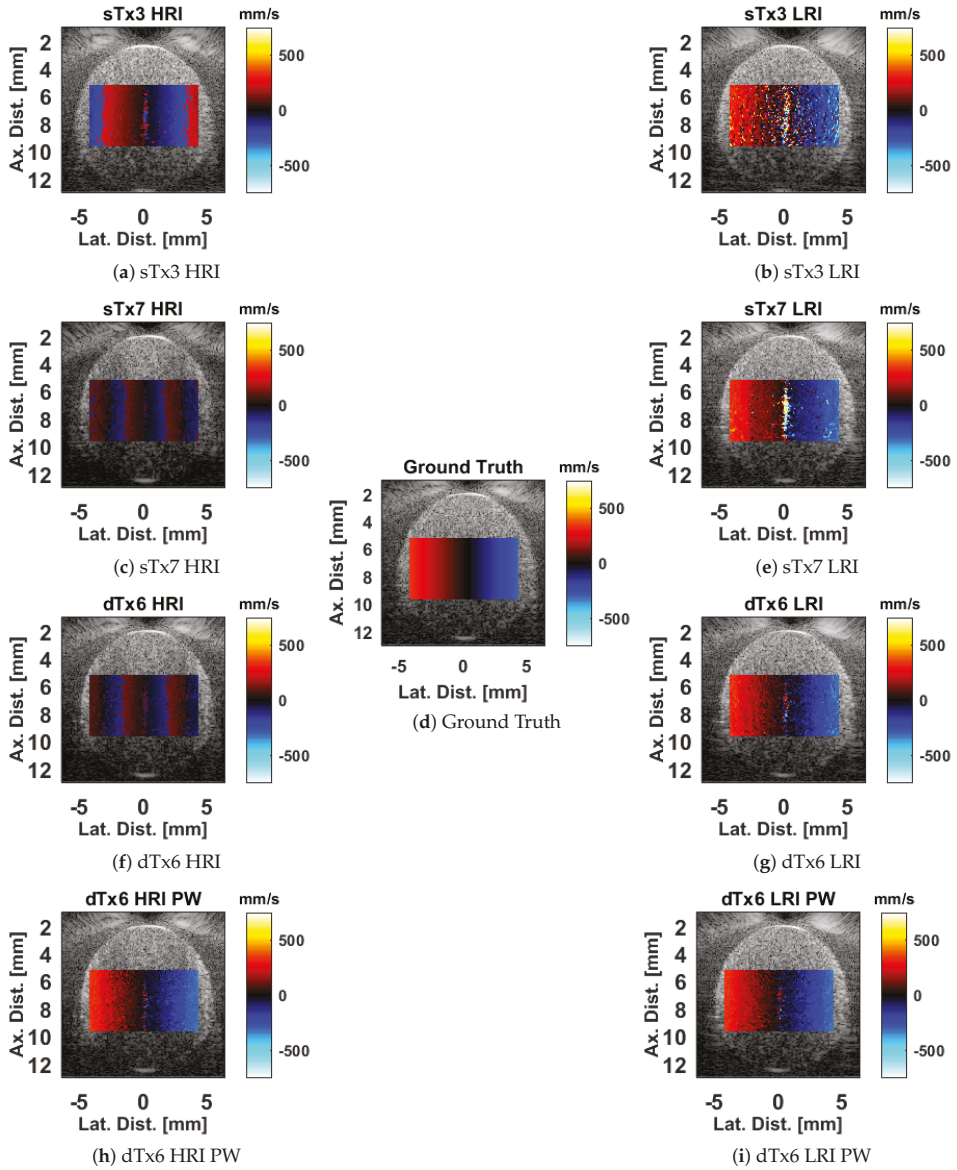 sTx3 HRI
mm/s
Ax. Dist. [mm]
2
4
6
8
10
12
500
0
-500
-5 0 5
Lat. Dist. [mm]
(a) sTx3 HRI
sTx3 LRI
mm/s
Ax. Dist. [mm]
2
4
6
8
10
12
500
0
-500
-5 0 5
Lat. Dist. [mm]
(b) sTx3 LRI
sTx7 HRI
mm/s
Ax. Dist. [mm]
2
4
6
8
10
12
500
0
-500
-5 0 5
Lat. Dist. [mm]
(c) sTx7 HRI
Ground Truth
mm/s
Ax. Dist. [mm]
2
4
6
8
10
12
500
0
-500
-5 0 5
Lat. Dist. [mm]
(d) Ground Truth
sTx7 LRI
mm/s
Ax. Dist. [mm]
2
4
6
8
10
12
500
0
-500
-5 0 5
Lat. Dist. [mm]
(e) sTx7 LRI
dTx6 HRI
mm/s
Ax. Dist. [mm]
2
4
6
8
10
12
500
0
-500
-5 0 5
Lat. Dist. [mm]
(f) dTx6 HRI
dTx6 LRI
mm/s
Ax. Dist. [mm]
2
4
6
8
10
12
500
0
-500
-5 0 5
Lat. Dist. [mm]
(g) dTx6 LRI
dTx6 HRI PW
mm/s
Ax. Dist. [mm]
2
4
6
8
10
12
500
0
-500
-5 0 5
Lat. Dist. [mm]
(h) dTx6 HRI PW
dTx6 LRI PW
mm/s
Ax. Dist. [mm]
2
4
6
8
10
12
500
0
-500
-5 0 5
Lat. Dist. [mm]
(i) dTx6 LRI PW